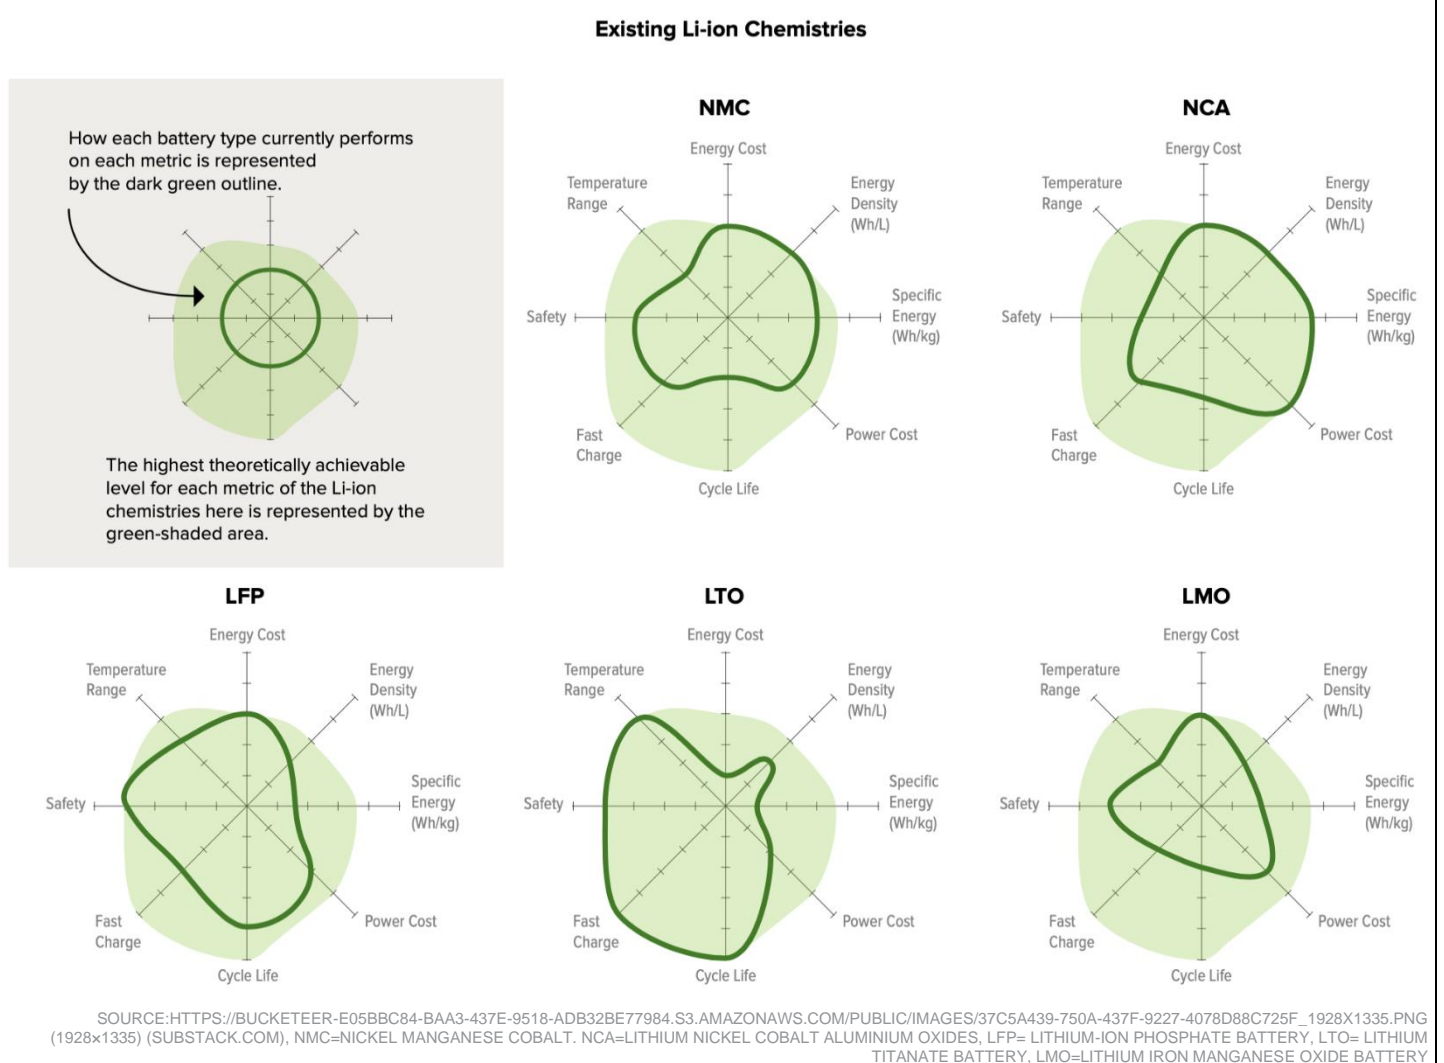 Existing Li-ion Chemistries
How each battery type currently performs
on each metric is represented
by the dark green outline.
The highest theoretically achievable
level for each metric of the Li-ion
chemistries here is represented by the
green-shaded area.
NMC
Energy Cost
Temperature
Range
Energy
Density
(Wh/L)
Safety
Specific
Energy
(Wh/kg)
Fast
Charge
Power Cost
Cycle Life
NCA
Energy Cost
Temperature
Range
Energy
Density
(Wh/L)
Safety
Specific
Energy
(Wh/kg)
Fast
Charge
Power Cost
Cycle Life
LFP
Energy Cost
Temperature
Range
Energy
Density
(Wh/L)
Safety
Specific
Energy
(Wh/kg)
Fast
Charge
Power Cost
Cycle Life
LTO
Energy Cost
Temperature
Range
Energy
Density
(Wh/L)
Safety
Specific
Energy
(Wh/kg)
Fast
Charge
Power Cost
Cycle Life
LMO
Energy Cost
Temperature
Range
Energy
Density
(Wh/L)
Safety
Specific
Energy
(Wh/kg)
Fast
Charge
Power Cost
Cycle Life
SOURCE:HTTPS://BUCKETEER-E05BBC84-BAA3-437E-9518-ADB32BE77984.S3.AMAZONAWS.COM/PUBLIC/IMAGES/37C5A439-750A-437F-9227-4078D88C725F_1928X1335.PNG
(1928×1335) (SUBSTACK.COM), NMC=NICKEL MANGANESE COBALT. NCA=LITHIUM NICKEL COBALT ALUMINIUM OXIDES, LFP= LITHIUM-ION PHOSPHATE BATTERY, LTO= LITHIUM
TITANATE BATTERY, LMO=LITHIUM IRON MANGANESE OXIDE BATTERY